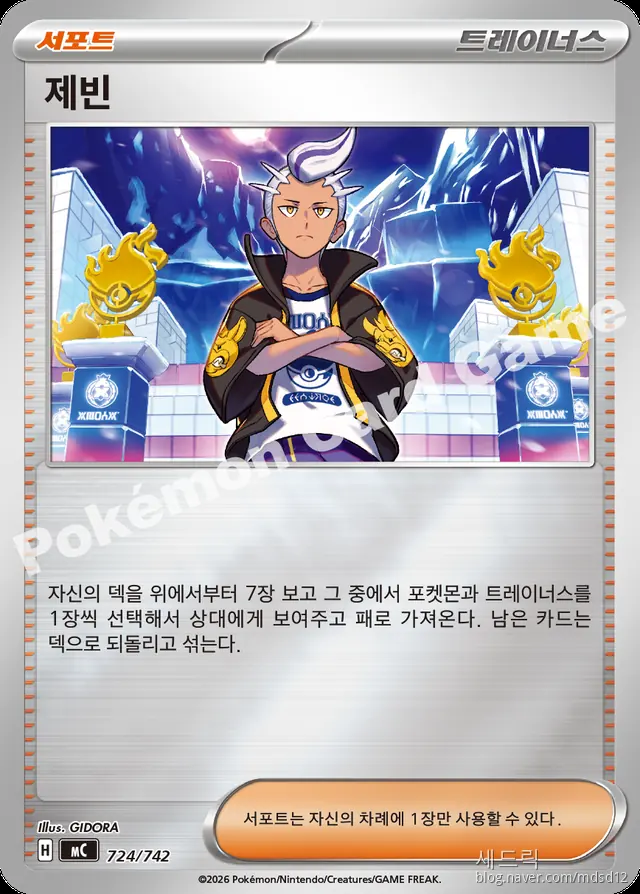 서포트
트레이너스
제빈
Pokémon Card Game
자신의 덱을 위에서부터 7장 보고 그 중에서 포켓몬과 트레이너스를
1장씩 선택해서 상대에게 보여주고 패로 가져온다. 남은 카드는
덱으로 되돌리고 섞는다.
서포트는 자신의 차례에 1장만 사용할 수 있다.
Illus. GIDORA
H MC 724/742
©2026 Pokémon/Nintendo/Creatures/GAME FREAK.
세드릭
blog.naver.com/mdsd12